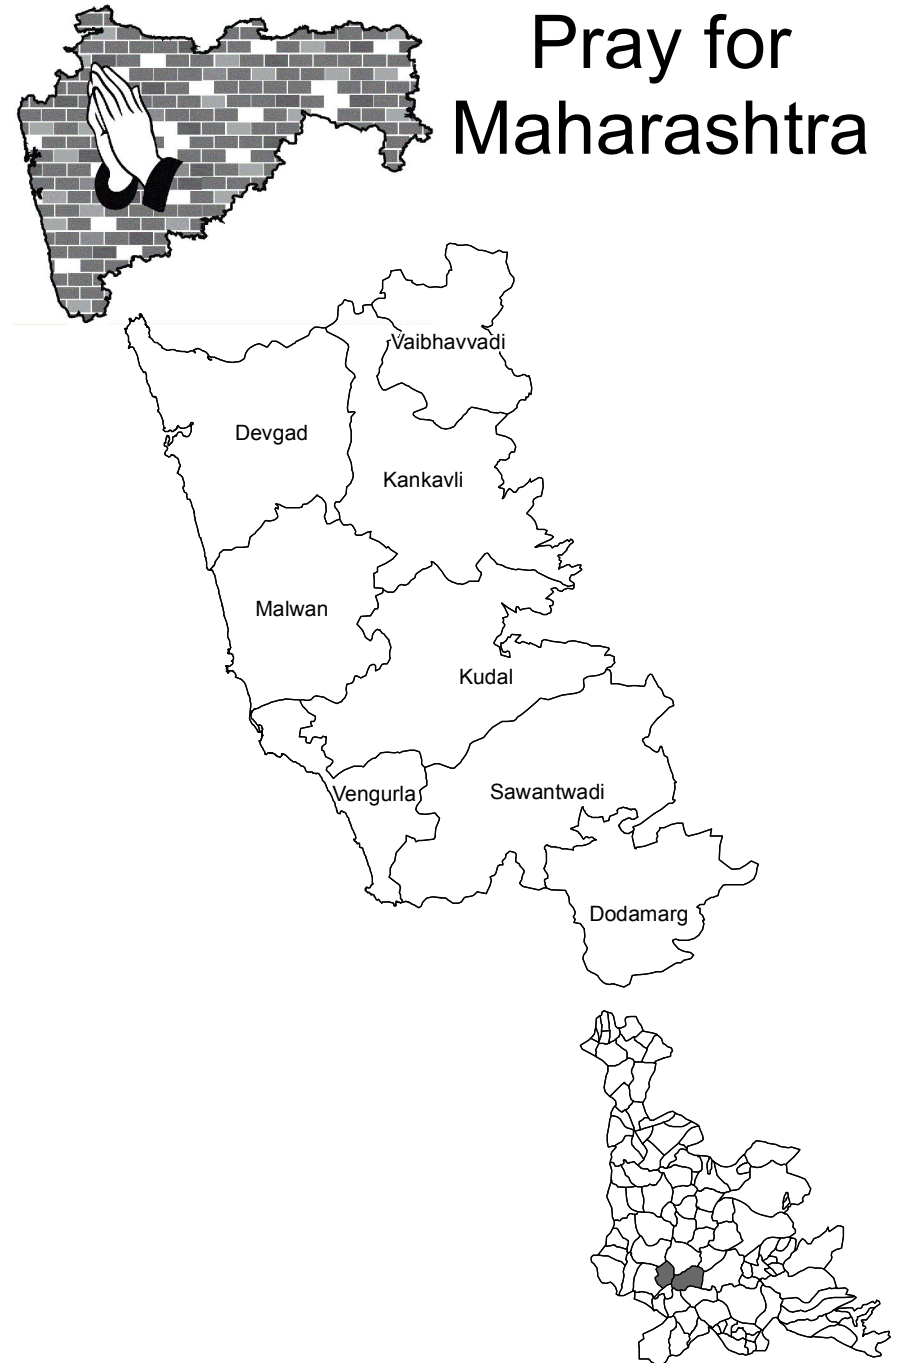 Pray for
Maharashtra
Vaibhavvadi
Devgad
Kankavli
Malwan
Kudal
Vengurla
Sawantwadi
Dodamarg